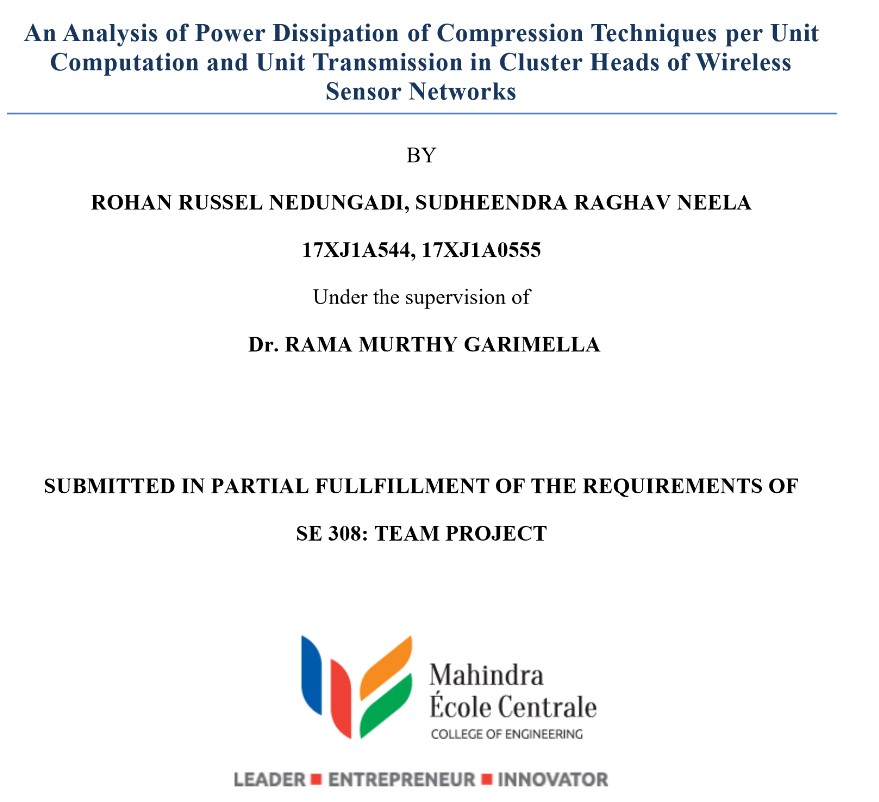 An Analysis of Power Dissipation of Compression Techniques per Unit
Computation and Unit Transmission in Cluster Heads of Wireless
Sensor Networks
BY
ROHAN RUSSEL NEDUNGADI, SUDHEENDRA RAGHAV NEELA
17XJ1A544, 17XJ1A0555
Under the supervision of
Dr. RAMA MURTHY GARIMELLA
SUBMITTED IN PARTIAL FULLFILLMENT OF THE REQUIREMENTS OF
SE 308: TEAM PROJECT
Mahindra
École Centrale
COLLEGE OF ENGINEERING
LEADER ■ ENTREPRENEUR ■ INNOVATOR